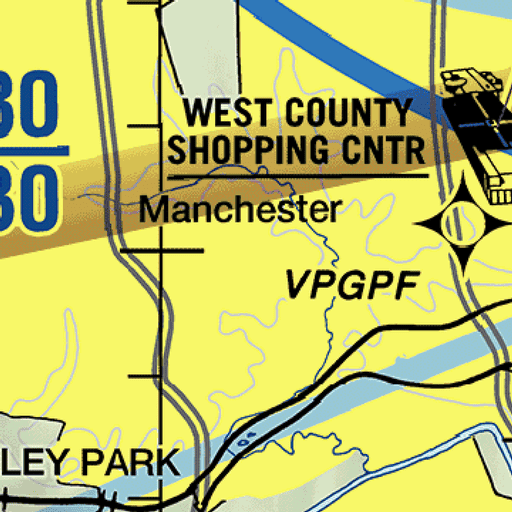 30
30
WEST COUNTY
SHOPPING CNTR
Manchester
VPGPF
LEY PARK